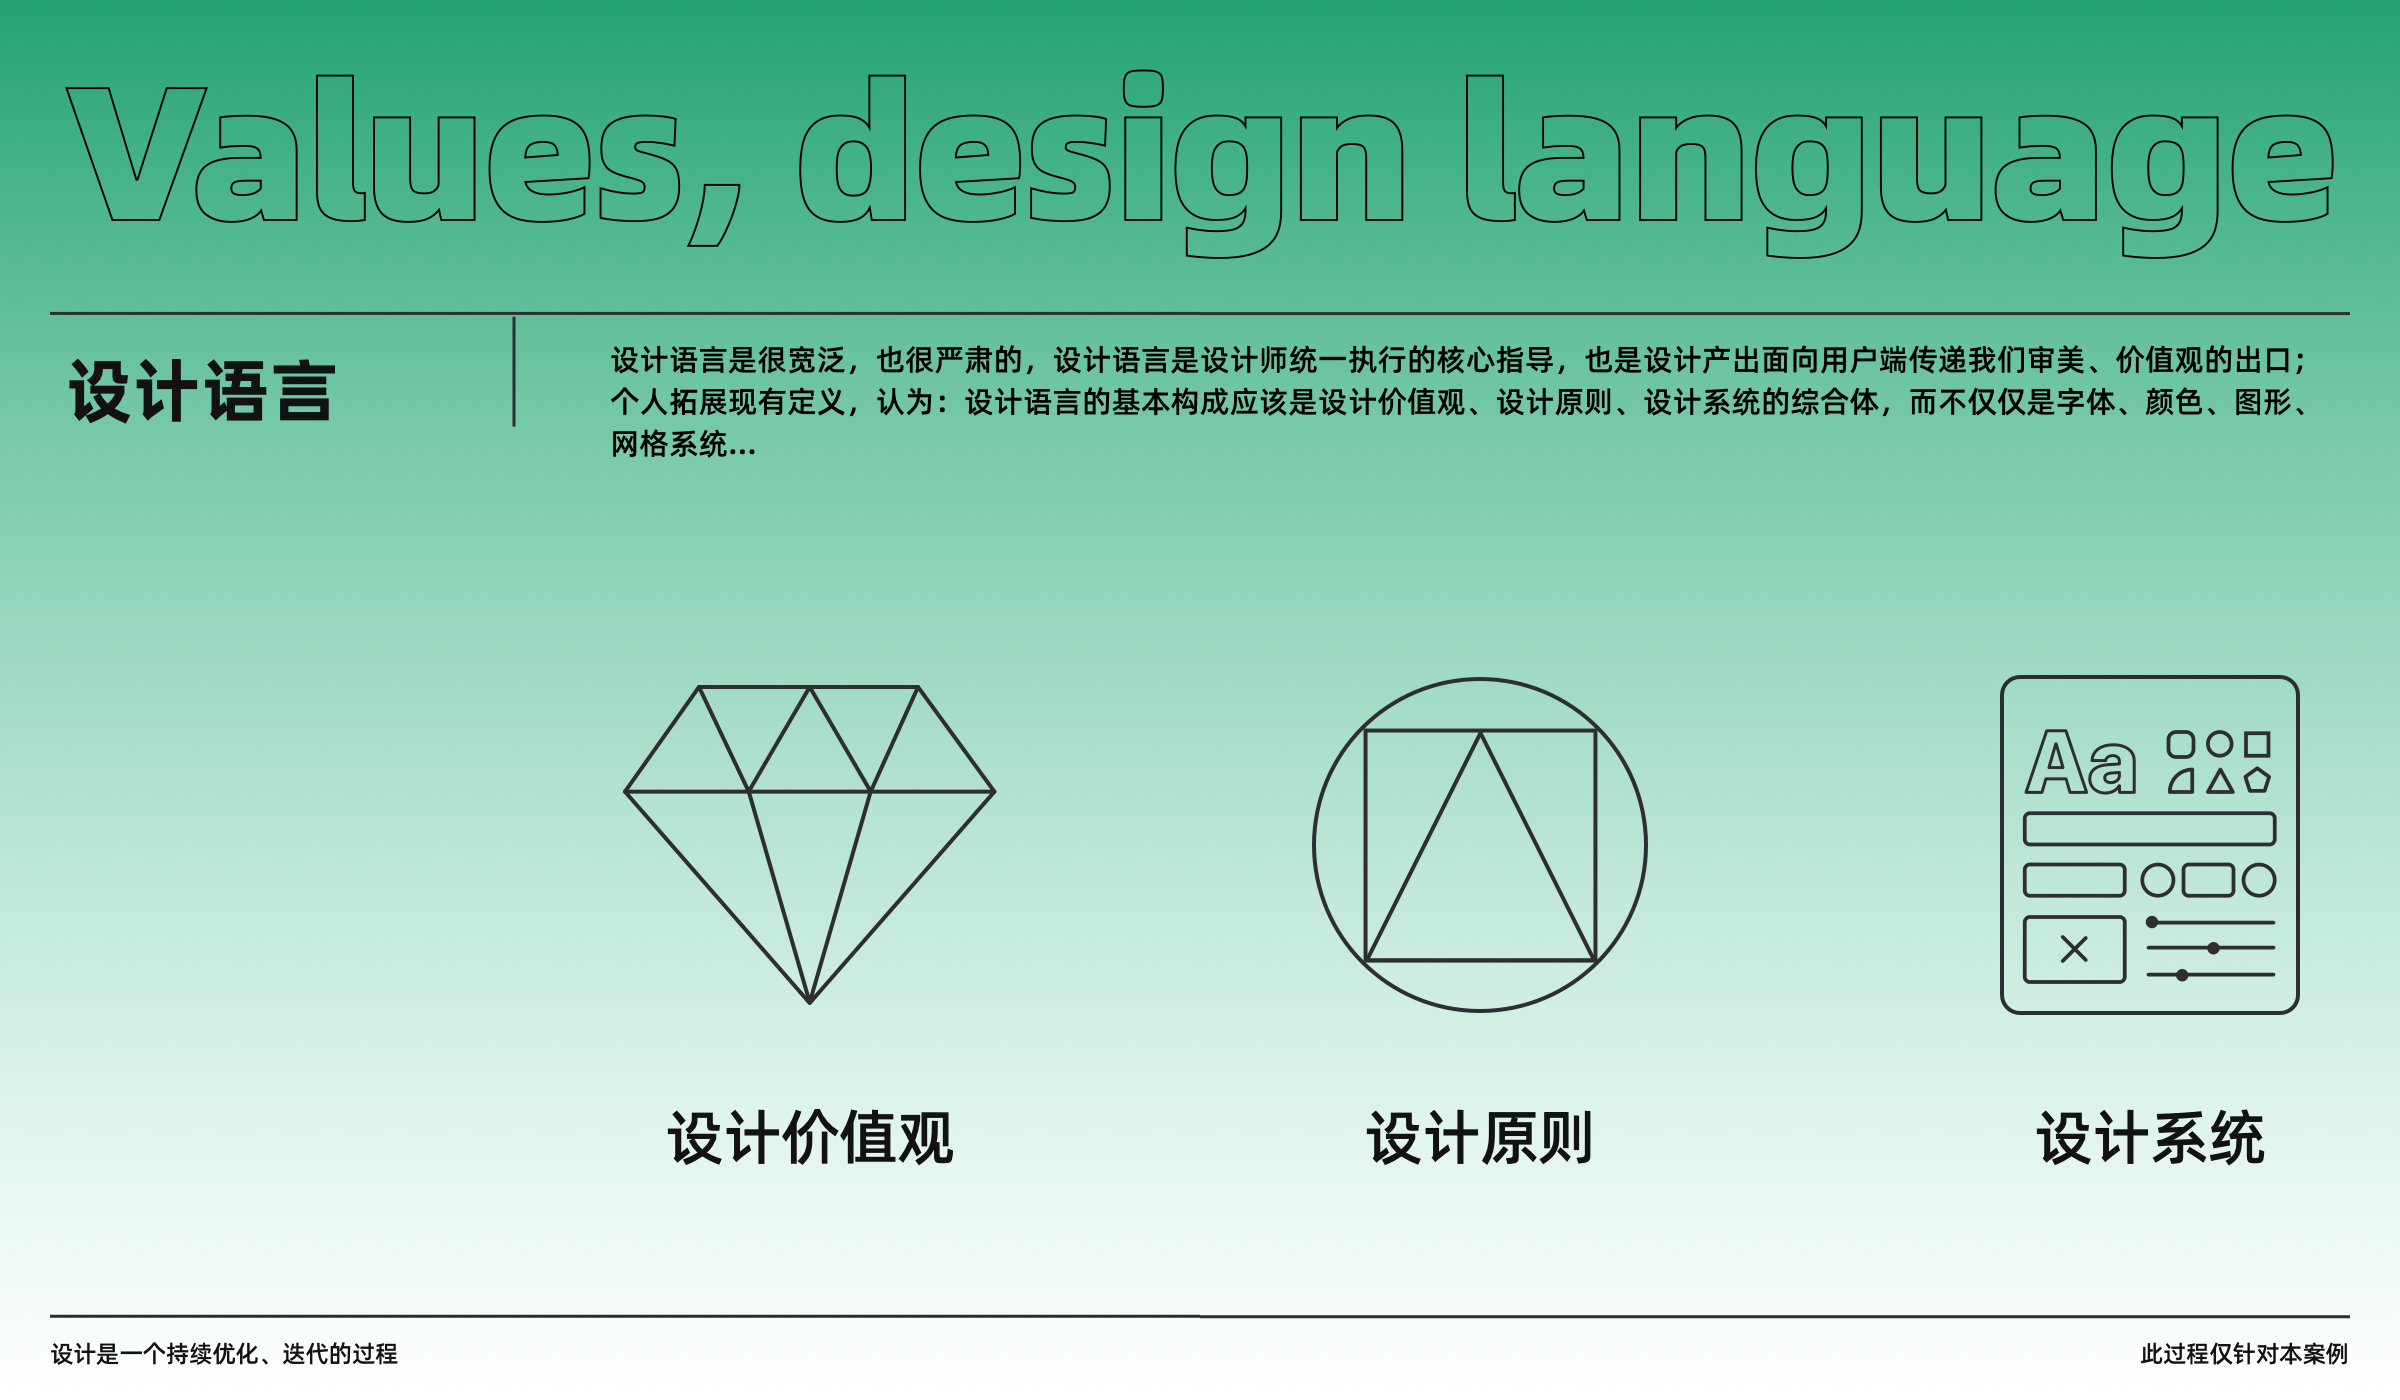 Values, design language
设计语言
设计语言是很宽泛，也很严肃的，设计语言是设计师统一执行的核心指导，也是设计产出面向用户端传递我们审美、价值观的出口；
个人拓展现有定义，认为：设计语言的基本构成应该是设计价值观、设计原则、设计系统的综合体，而不仅仅是字体、颜色、图形、
网格系统...
Aa
设计价值观
设计原则
设计系统
设计是一个持续优化、迭代的过程
此过程仅针对本案例